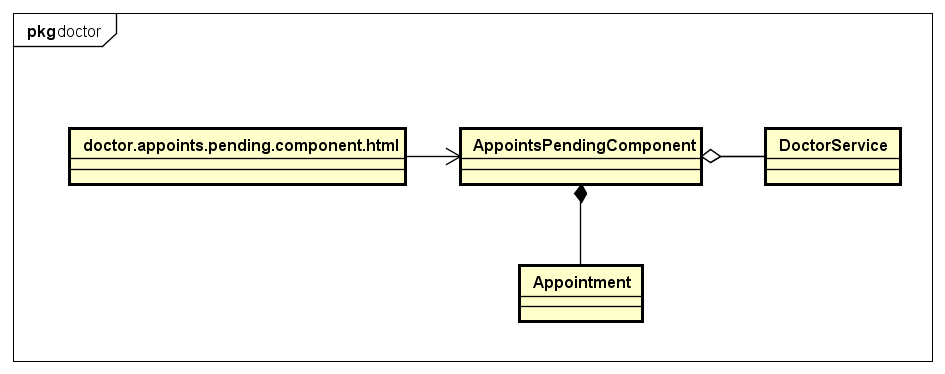 pkg doctor
doctor.appoints.pending.component.html
AppointsPendingComponent
DoctorService
Appointment